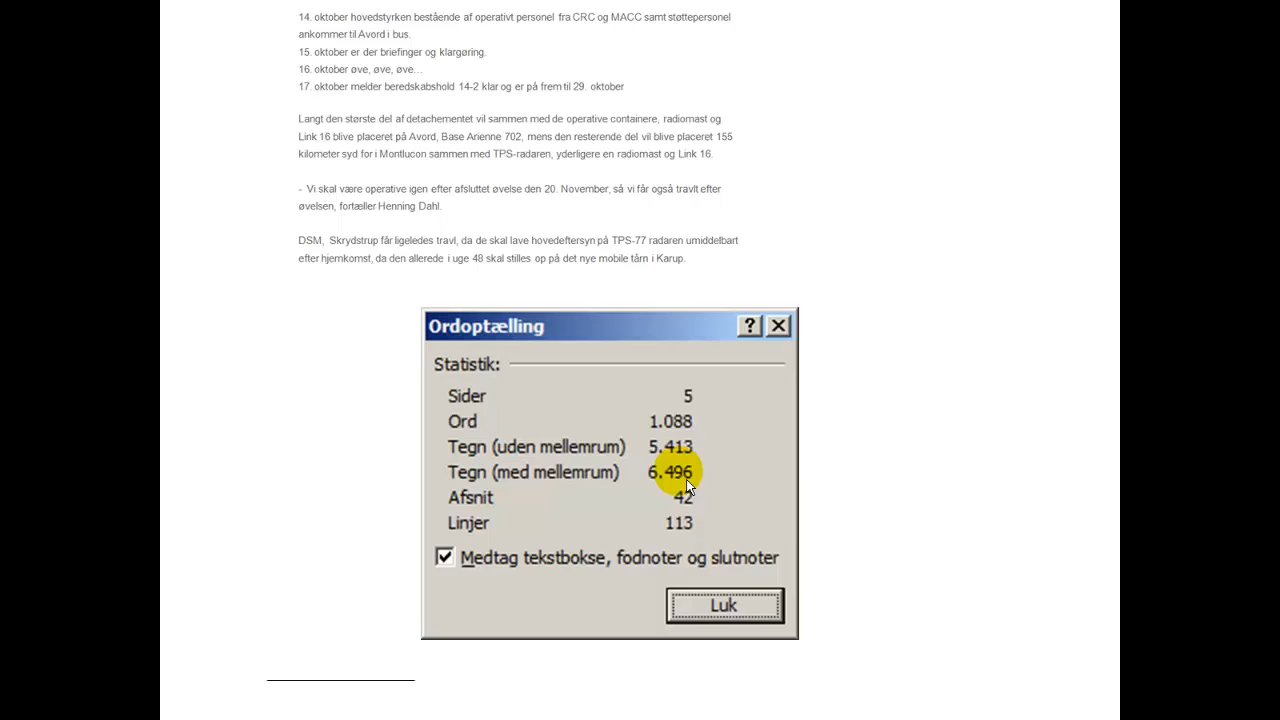 14. oktober hovedstyrken bestående af operativt personel fra CRC og MACC samt støttepersonel
ankommer til Avord i bus.
15. oktober er der briefinger og klargøring.
16. oktober øve, øve, øve...
17. oktober melder beredskabshold 14-2 klar og er på frem til 29. oktober
Langt den største del af detachementet vil sammen med de operative containere, radiomast og
Link 16 blive placeret på Avord, Base Arienne 702, mens den resterende del vil blive placeret 155
kilometer syd for i Montlucon sammen med TPS-radaren, yderligere en radiomast og Link 16.
- Vi skal være operative igen efter afsluttet øvelse den 20. November, så vi får også travlt efter
øvelsen, fortæller Henning Dahl.
DSM, Skrydstrup får ligeledes travl, da de skal lave hovedeftersyn på TPS-77 radaren umiddelbart
efter hjemkomst, da den allerede i uge 48 skal stilles op på det nye mobile tårn i Karup.
Ordoptælling
Statistik:
Sider 5
Ord 1.088
Tegn (uden mellemrum) 5.413
Tegn (med mellemrum) 6.496
Afsnit 42
Linjer 113
Medtag tekstbokse, fodnoter og slutnoter
Luk